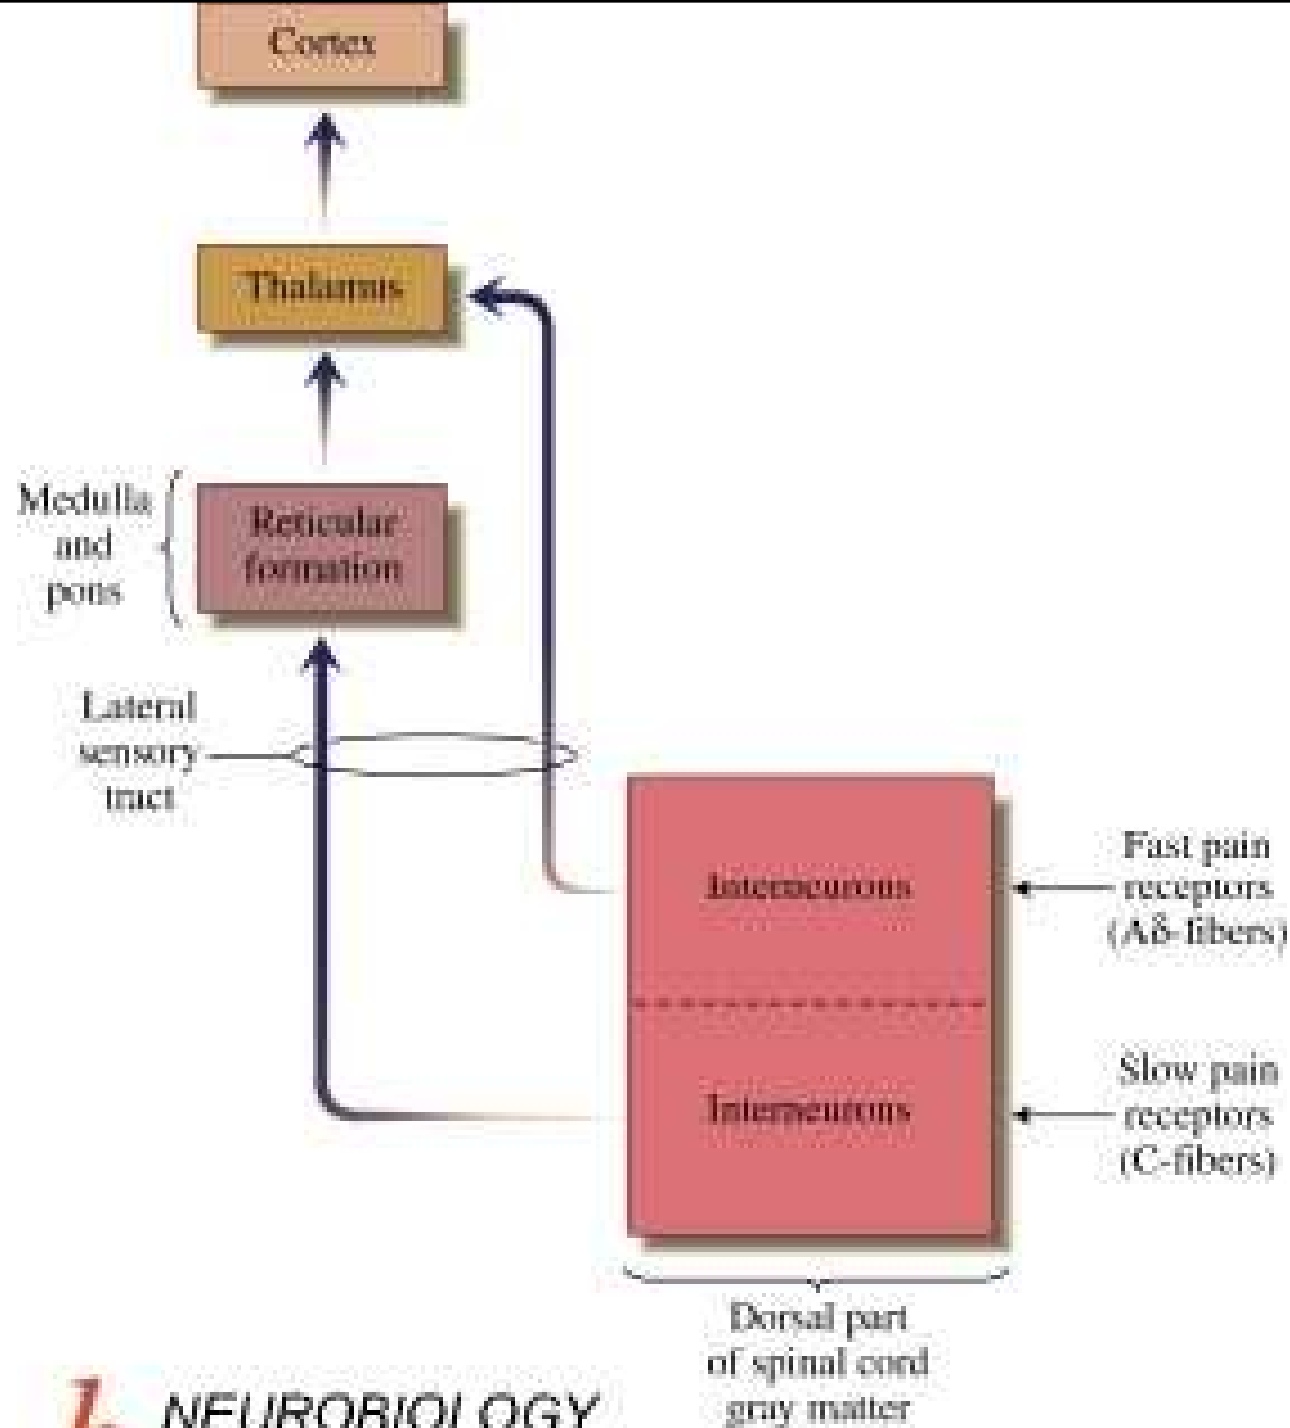 Cortex
Thalamus
Medulla
and
pons
Reticular
formation
Lateral
sensory
tract
Interneurons
Fast pain
receptors
(Aδ-fibers)
Interneurons
Slow pain
receptors
(C-fibers)
Dorsal part
of spinal cord
gray matter
b NEUROBIOLOGY